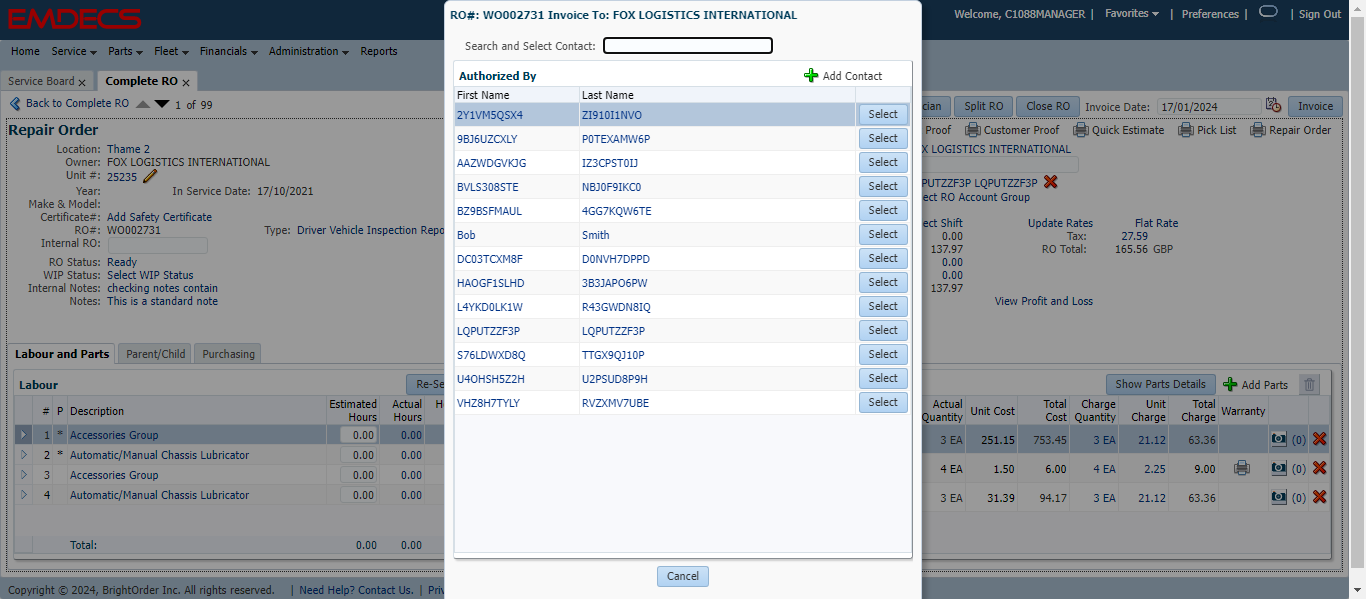 EMDECS
Welcome, C1088MANAGER | Favorites | Preferences | | Sign Out
Home Service Parts Fleet Financials Administration Reports
Service Board x Complete RO x
Back to Complete RO 1 of 99
Split RO Close RO Invoice Date: 17/01/2024 Invoice
Repair Order
Proof Customer Proof Quick Estimate Pick List Repair Order
Location: Thame 2
Owner: FOX LOGISTICS INTERNATIONAL
Unit #: 25235
Year: In Service Date: 17/10/2021
Make & Model:
Certificate#: Add Safety Certificate
RO#: WO002731 Type: Driver Vehicle Inspection Repo
Internal RO:
RO Status: Ready
WIP Status: Select WIP Status
Internal Notes: checking notes contain
Notes: This is a standard note
X LOGISTICS INTERNATIONAL
PUTZZF3P LQPUTZZF3P
ect RO Account Group
ect Shift Update Rates Flat Rate
0.00 Tax: 27.59
137.97 RO Total: 165.56 GBP
0.00
0.00
137.97
View Profit and Loss
RO#: WO002731 Invoice To: FOX LOGISTICS INTERNATIONAL
Search and Select Contact:
Authorized By Add Contact
First Name Last Name
2Y1VM5QSX4 ZI910I1NVO Select
9BJ6UZCXLY P0TEXAMW6P Select
AAZWDGVKJG IZ3CPST0IJ Select
BVLS308STE NBJ0F9IKC0 Select
BZ9BSFMAUL 4GG7KQW6TE Select
Bob Smith Select
DC03TCXM8F D0NVH7DPPD Select
HAOGF1SLHD 3B3JAPO6PW Select
L4YKD0LK1W R43GWDN8IQ Select
LQPUTZZF3P LQPUTZZF3P Select
S76LDWXD8Q TTGX9QJ10P Select
U4OHSH5Z2H U2PSUD8P9H Select
VHZ8H7TYLY RVZXMV7UBE Select
Cancel
Labour and Parts Parent/Child Purchasing
Labour Re-Se
# P Description Estimated Hours Actual Hours
1 * Accessories Group 0.00 0.00
2 * Automatic/Manual Chassis Lubricator 0.00 0.00
3 Accessories Group 0.00 0.00
4 Automatic/Manual Chassis Lubricator 0.00 0.00
Total: 0.00 0.00
Show Parts Details Add Parts
Actual Quantity Unit Cost Total Cost Charge Quantity Unit Charge Total Charge Warranty
3 EA 251.15 753.45 3 EA 21.12 63.36 (0)
4 EA 1.50 6.00 4 EA 2.25 9.00 (0)
3 EA 31.39 94.17 3 EA 21.12 63.36 (0)
Copyright © 2024, BrightOrder Inc. All rights reserved. | Need Help? Contact Us. | Priv